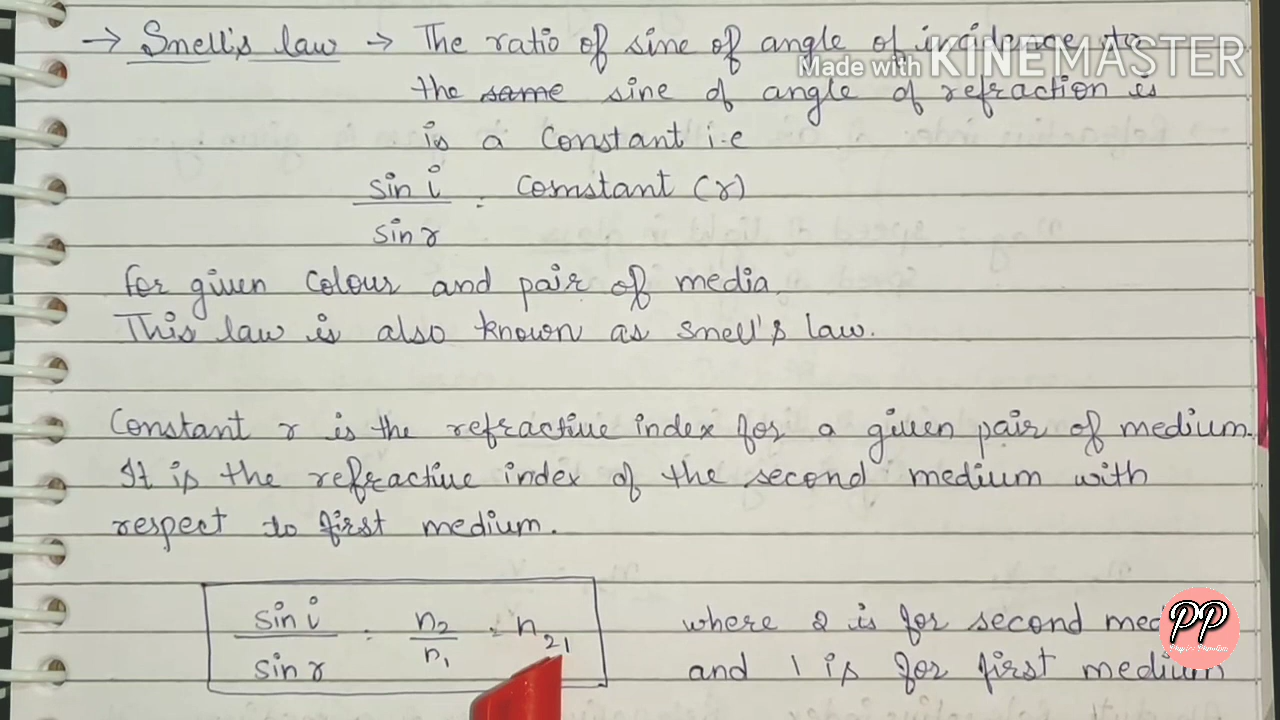 → Snell's law → The ratio of sine of angle of incidence to
Made with KINEMASTER
the same sine of angle of refraction is
is a constant i.e
sin i / sin r = constant (r)
for given colour and pair of media.
This law is also known as snell's law.
Constant r is the refractive index for a given pair of medium.
It is the refractive index of the second medium with
respect to first medium.
sin i / sin r = n2 / n1 = n21 where 2 is for second med
and 1 is for first medium
PP